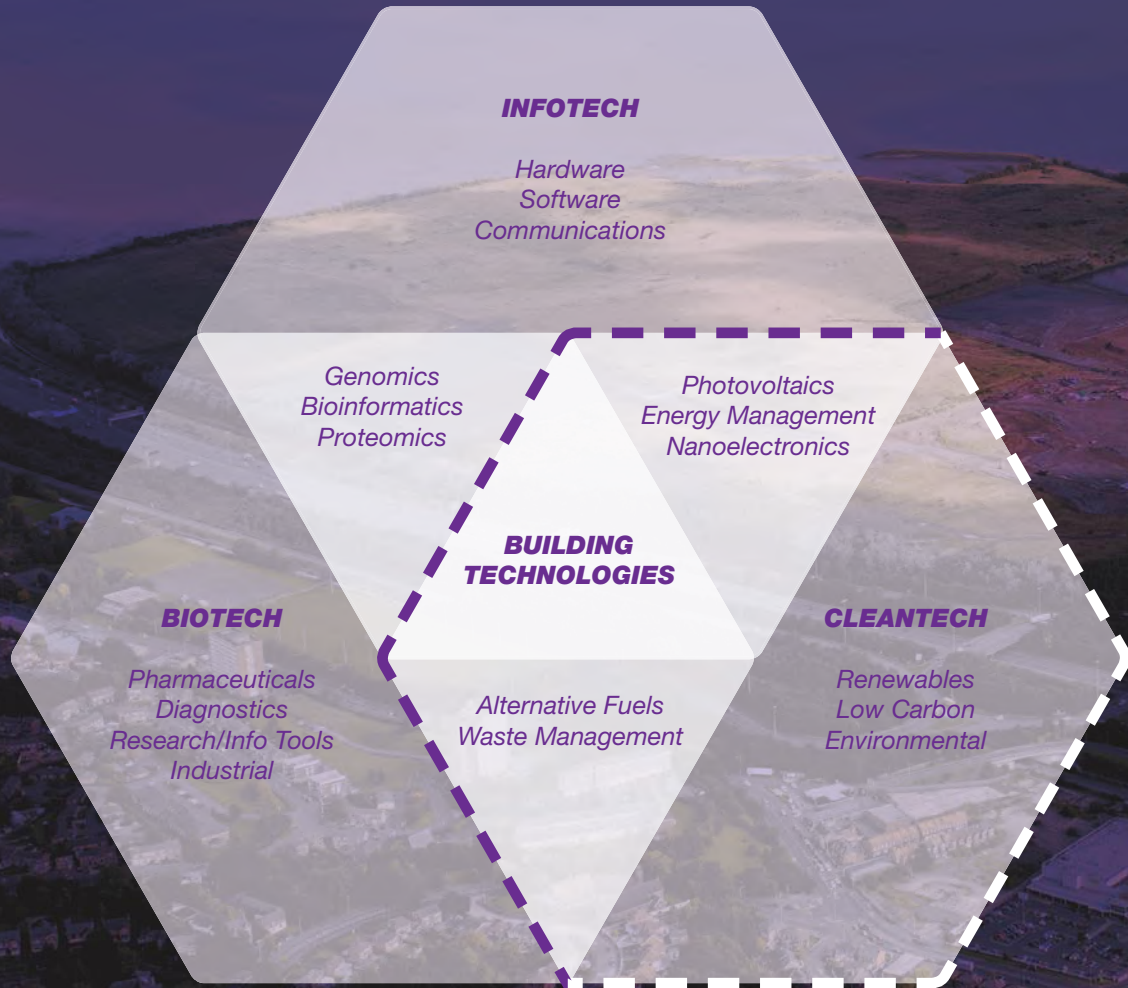 INFOTECH
Hardware
Software
Communications
Genomics
Bioinformatics
Proteomics
Photovoltaics
Energy Management
Nanoelectronics
BUILDING
TECHNOLOGIES
BIOTECH
Pharmaceuticals
Diagnostics
Research/Info Tools
Industrial
Alternative Fuels
Waste Management
CLEANTECH
Renewables
Low Carbon
Environmental